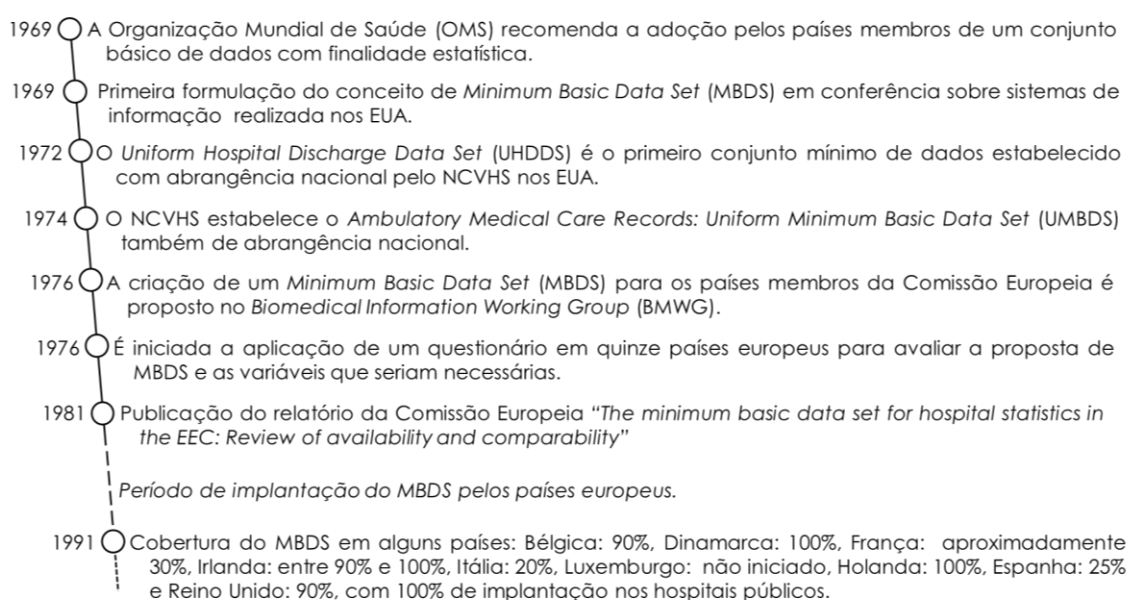 1969 A Organização Mundial de Saúde (OMS) recomenda a adoção pelos países membros de um conjunto
básico de dados com finalidade estatística.
1969 Primeira formulação do conceito de Minimum Basic Data Set (MBDS) em conferência sobre sistemas de
informação realizada nos EUA.
1972 O Uniform Hospital Discharge Data Set (UHDDS) é o primeiro conjunto mínimo de dados estabelecido
com abrangência nacional pelo NCVHS nos EUA.
1974 O NCVHS estabelece o Ambulatory Medical Care Records: Uniform Minimum Basic Data Set (UMBDS)
também de abrangência nacional.
1976 A criação de um Minimum Basic Data Set (MBDS) para os países membros da Comissão Europeia é
proposto no Biomedical Information Working Group (BMWG).
1976 É iniciada a aplicação de um questionário em quinze países europeus para avaliar a proposta de
MBDS e as variáveis que seriam necessárias.
1981 Publicação do relatório da Comissão Europeia “The minimum basic data set for hospital statistics in
the EEC: Review of availability and comparability”
Período de implantação do MBDS pelos países europeus.
1991 Cobertura do MBDS em alguns países: Bélgica: 90%, Dinamarca: 100%, França: aproximadamente
30%, Irlanda: entre 90% e 100%, Itália: 20%, Luxemburgo: não iniciado, Holanda: 100%, Espanha: 25%
e Reino Unido: 90%, com 100% de implantação nos hospitais públicos.